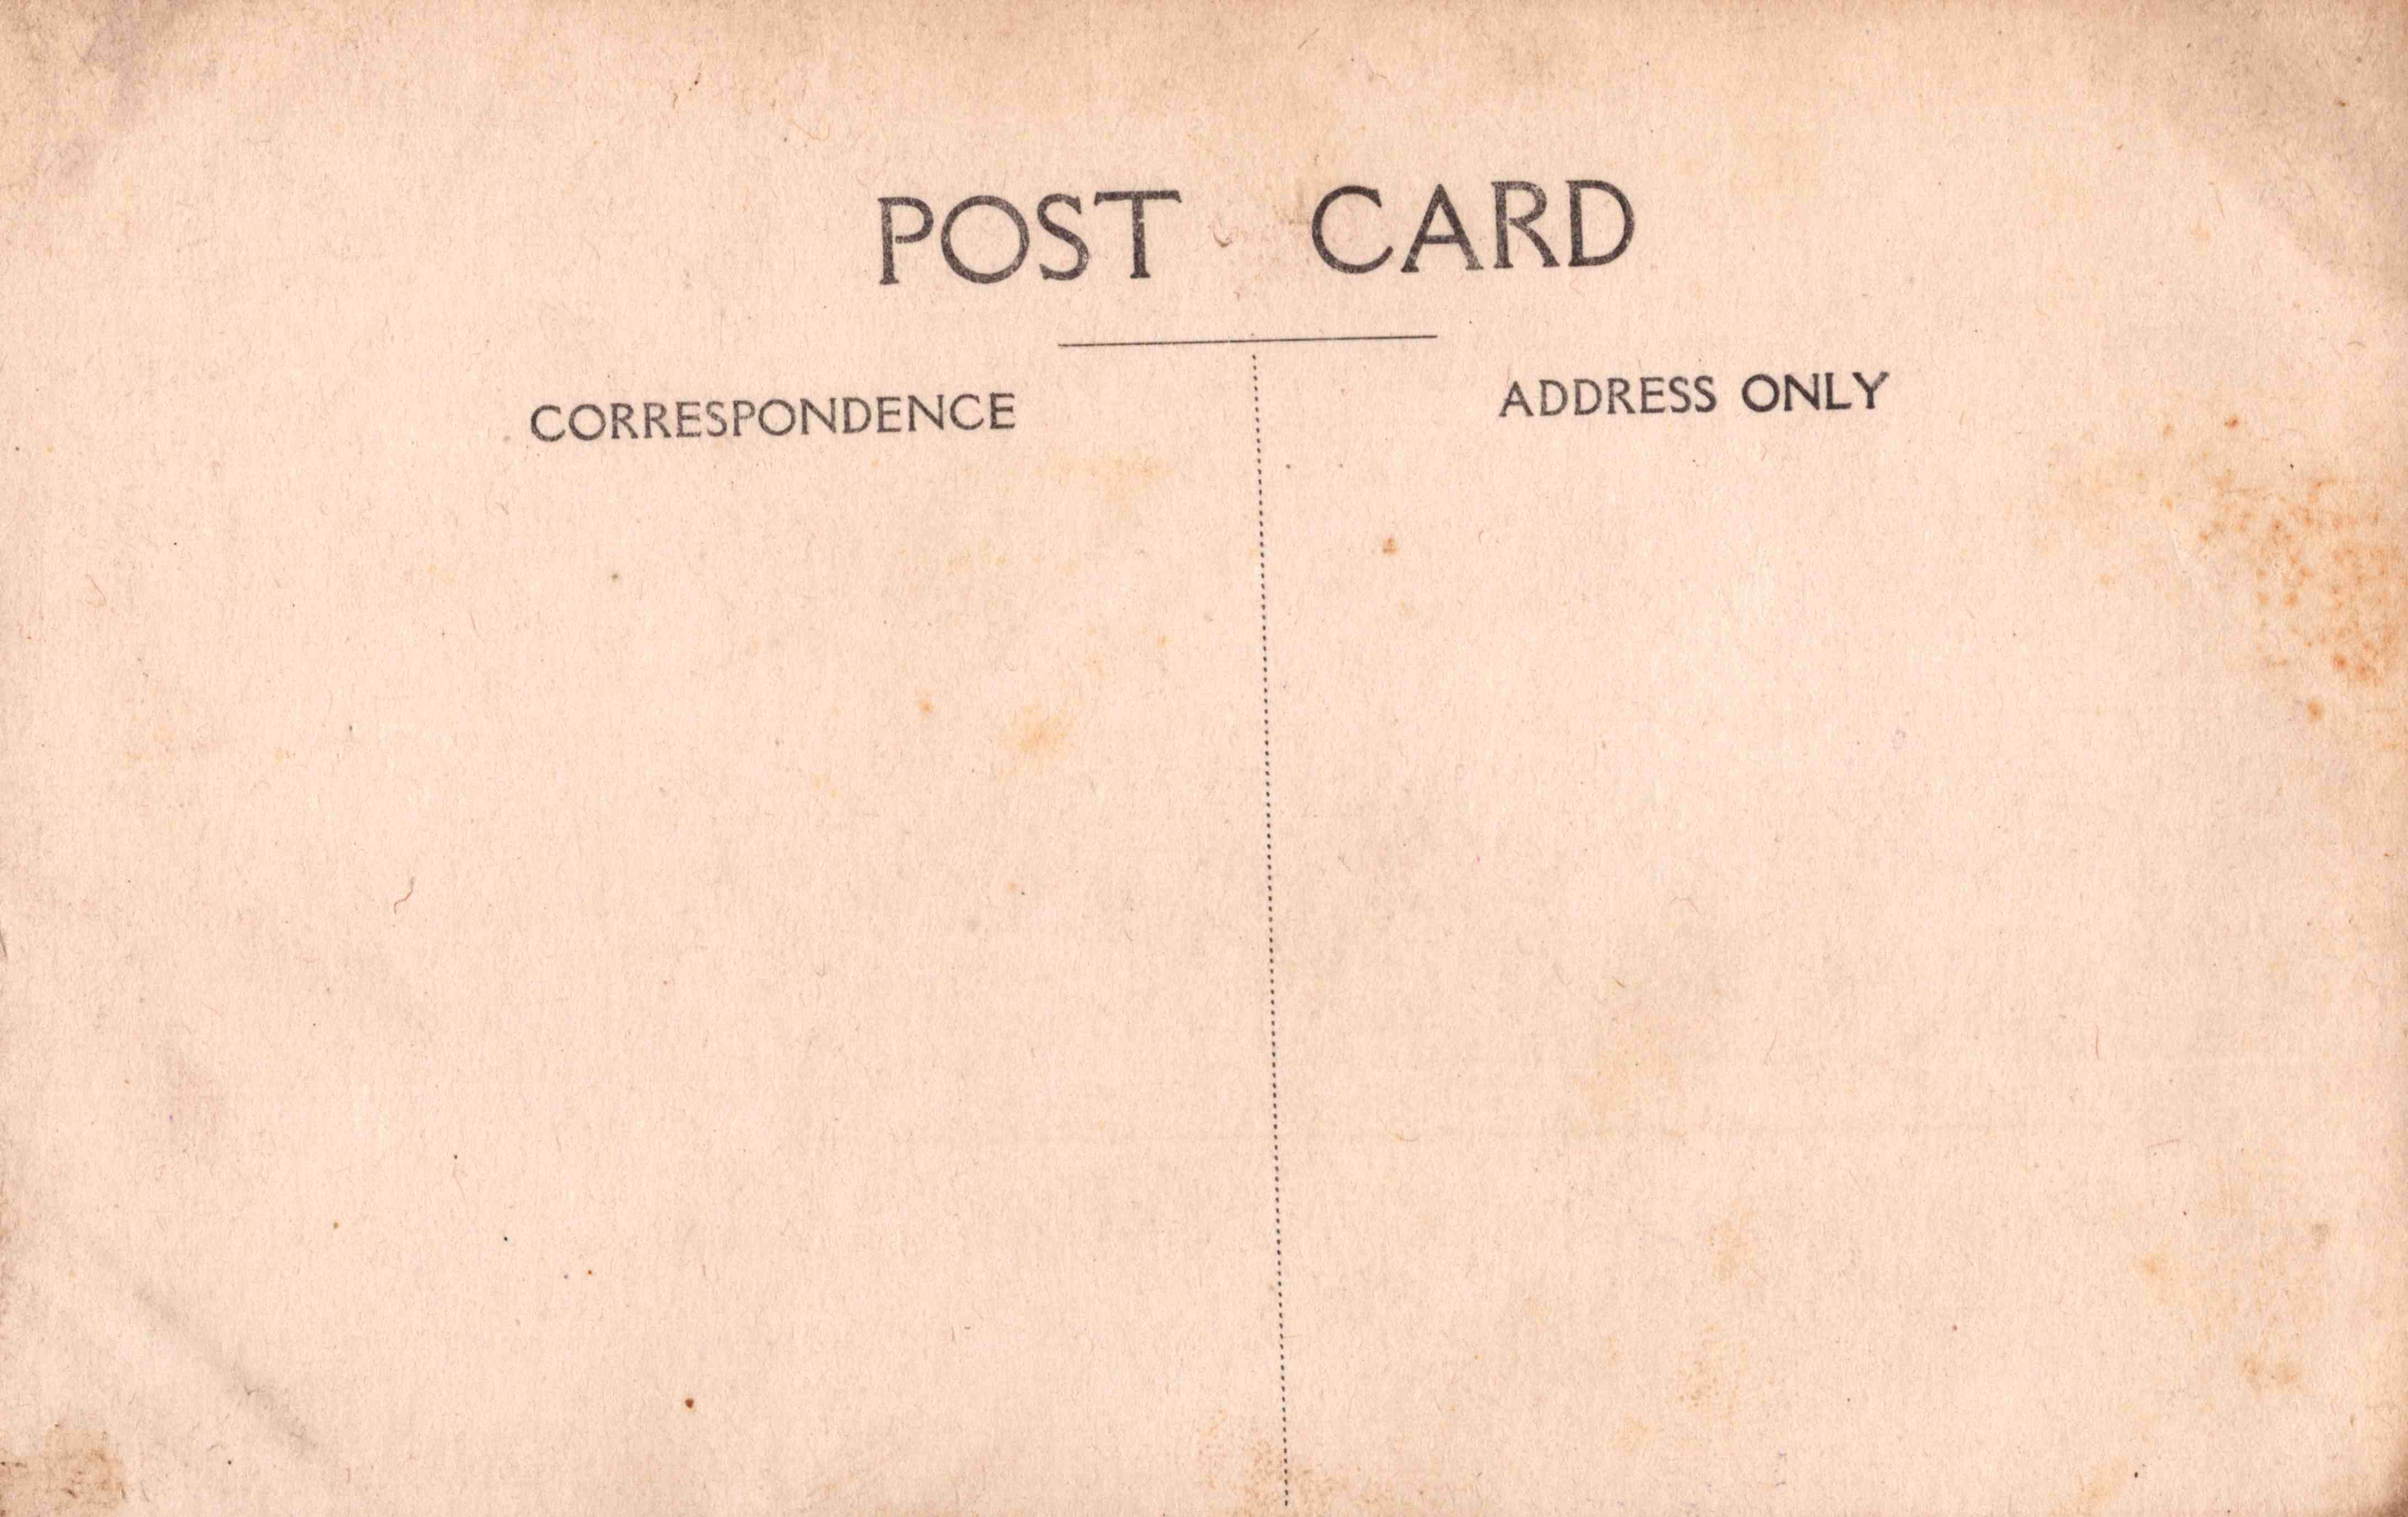 POST CARD
CORRESPONDENCE
ADDRESS ONLY